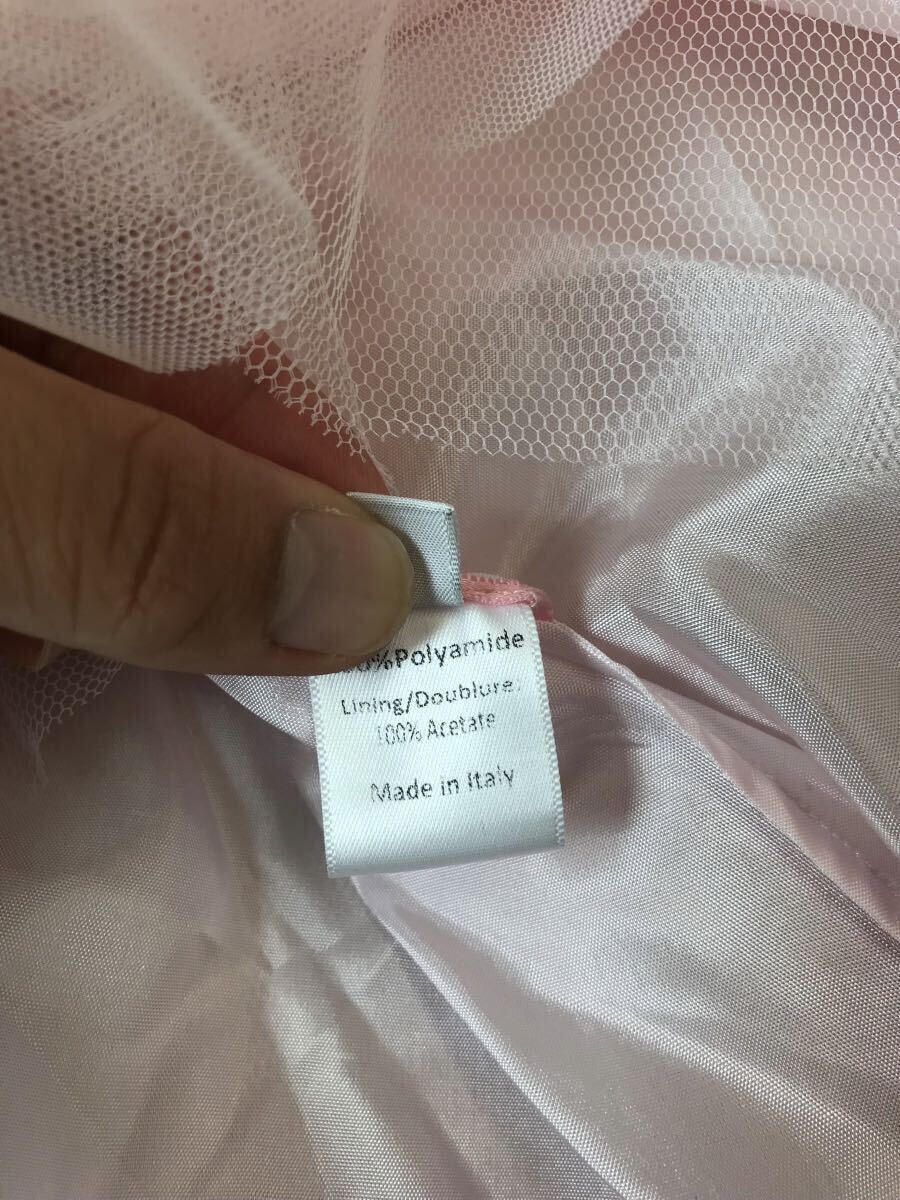 %Polyamide
Lining/Doublure:
100% Acetate
Made in Italy